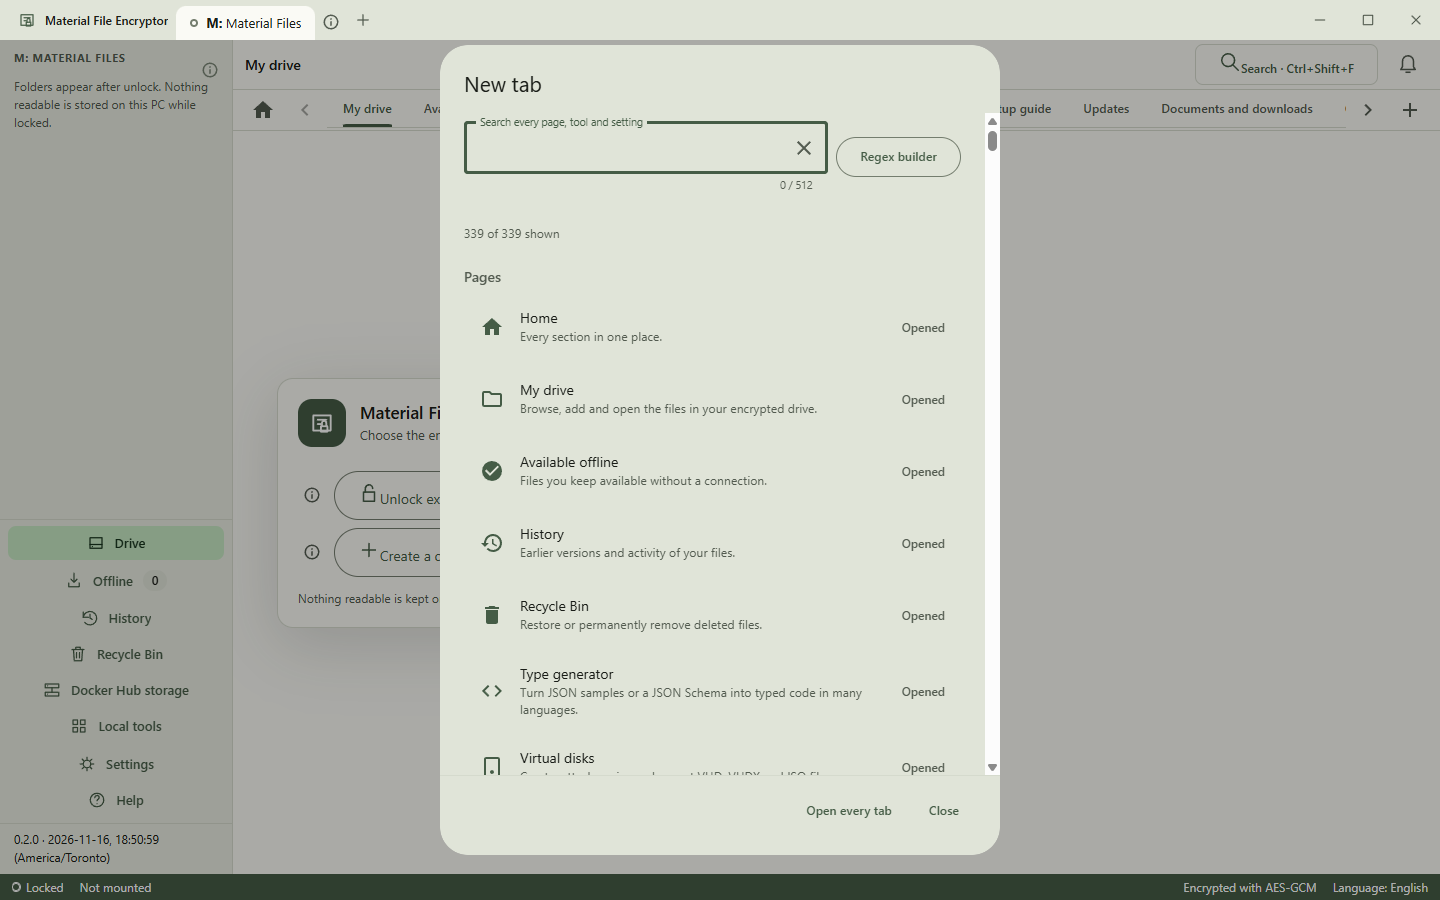 Material File Encryptor
M: Material Files
M: MATERIAL FILES
Folders appear after unlock. Nothing
readable is stored on this PC while
locked.
My drive
Search · Ctrl+Shift+F
My drive
up guide
Updates
Documents and downloads
New tab
Search every page, tool and setting
0 / 512
Regex builder
339 of 339 shown
Pages
Home
Every section in one place.
Opened
My drive
Browse, add and open the files in your encrypted drive.
Opened
Available offline
Files you keep available without a connection.
Opened
History
Earlier versions and activity of your files.
Opened
Recycle Bin
Restore or permanently remove deleted files.
Opened
Type generator
Turn JSON samples or a JSON Schema into typed code in many
languages.
Opened
Virtual disks
Opened
Open every tab
Close
Material Fi
Choose the en
Unlock ex
Create a c
Nothing readable is kept o
Drive
Offline 0
History
Recycle Bin
Docker Hub storage
Local tools
Settings
Help
0.2.0 · 2026-11-16, 18:50:59
(America/Toronto)
Locked
Not mounted
Encrypted with AES-GCM
Language: English